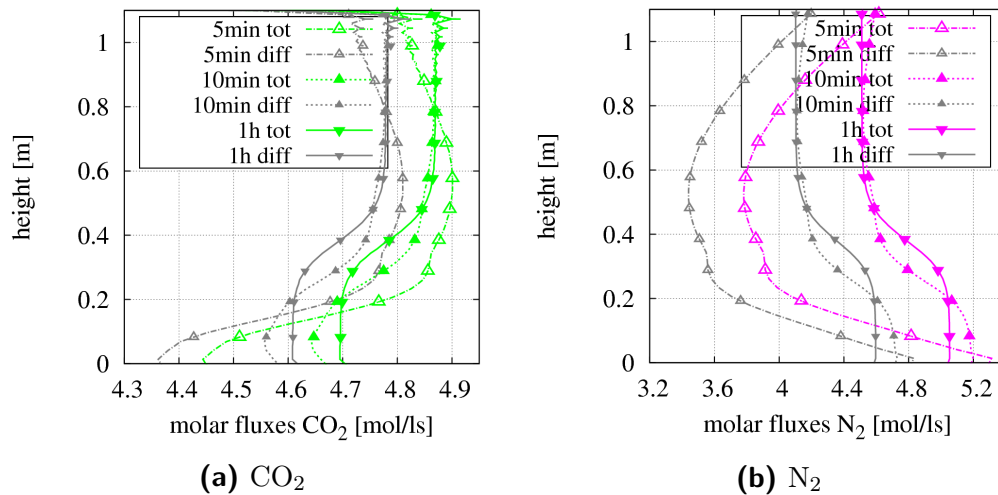 5min tot
5min diff
10min tot
10min diff
1h tot
1h diff
1
0.8
0.6
0.4
0.2
0
height [m]
4.3
4.4
4.5
4.6
4.7
4.8
4.9
molar fluxes CO₂ [mol/ls]
(a) CO₂
5min tot
5min diff
10min tot
10min diff
1h tot
1h diff
1
0.8
0.6
0.4
0.2
0
height [m]
3.2
3.6
4
4.4
4.8
5.2
molar fluxes N₂ [mol/ls]
(b) N₂